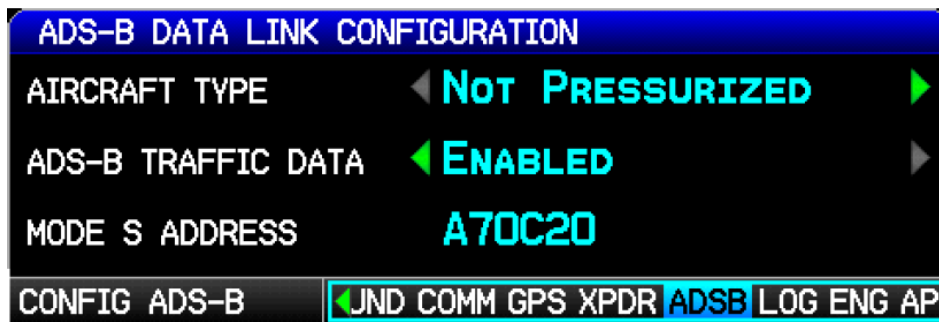 ADS-B DATA LINK CONFIGURATION
AIRCRAFT TYPE NOT PRESSURIZED
ADS-B TRAFFIC DATA ENABLED
MODE S ADDRESS A70C20
CONFIG ADS-B COMM GPS XPDR ADSB LOG ENG AP